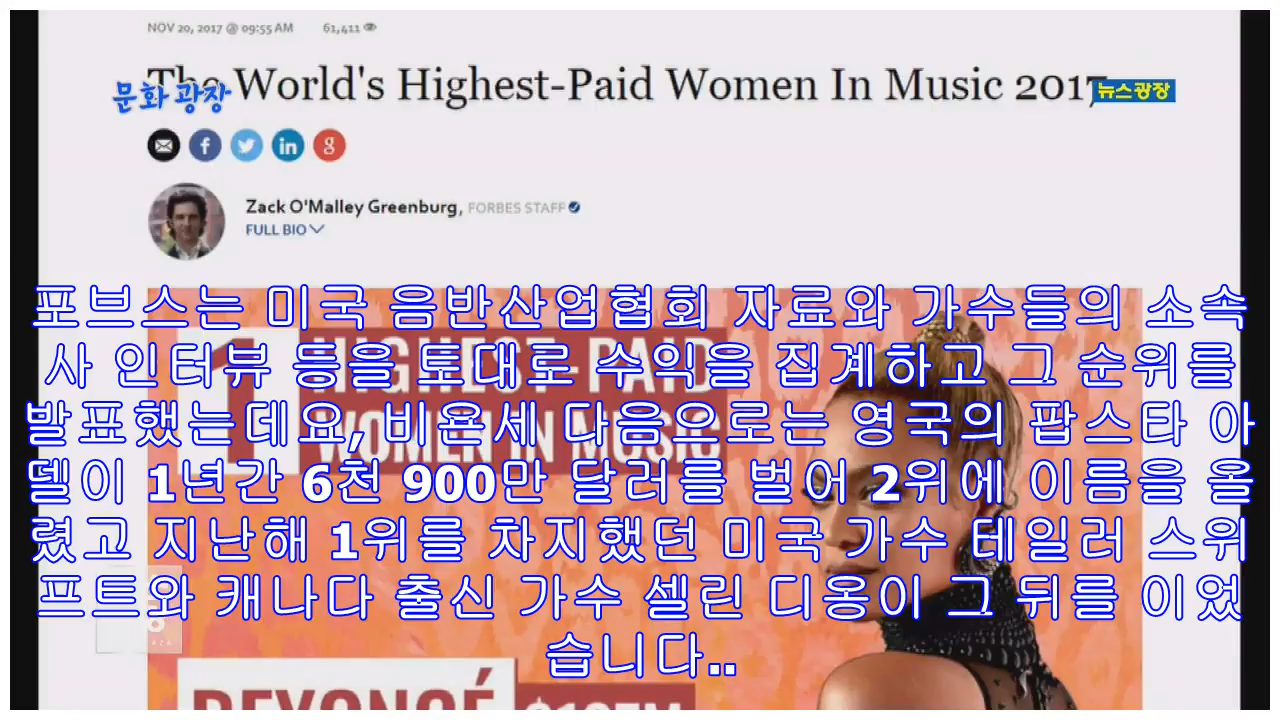 NOV 20, 2017 @ 09:55 AM 61,411
The World's Highest-Paid Women In Music 2017
문화광장
뉴스광장
Zack O'Malley Greenburg, FORBES STAFF
FULL BIO
1 HIGHEST-PAID
WOMEN IN MUSIC
포브스는 미국 음반산업협회 자료와 가수들의 소속
사 인터뷰 등을 토대로 수익을 집계하고 그 순위를
발표했는데요, 비욘세 다음으로는 영국의 팝스타 아
델이 1년간 6천 900만 달러를 벌어 2위에 이름을 올
렸고 지난해 1위를 차지했던 미국 가수 테일러 스위
프트와 캐나다 출신 가수 셀린 디옹이 그 뒤를 이었
습니다..
BEYONCÉ